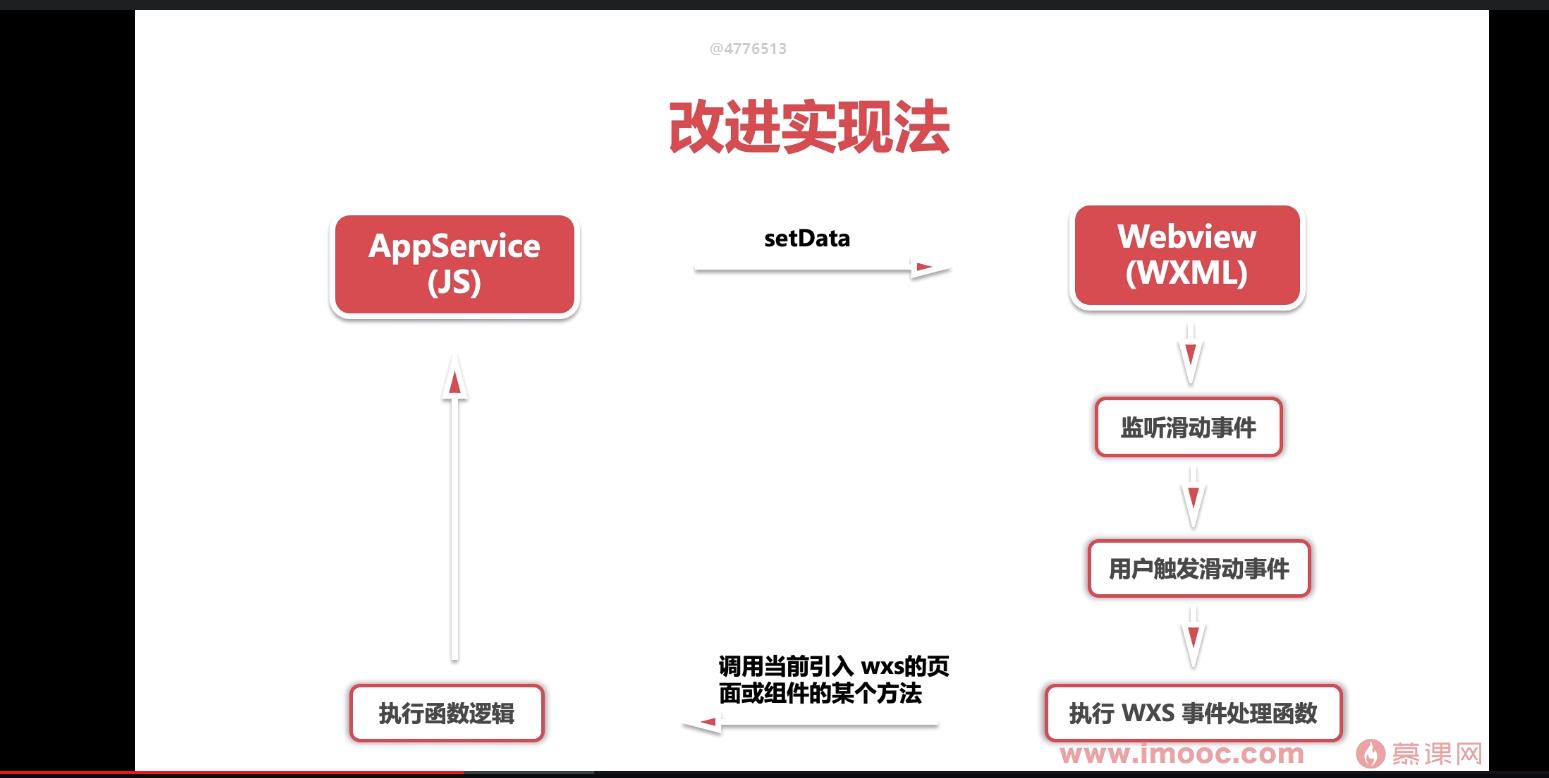 @4776513
改进实现法
AppService
(JS)
setData
Webview
(WXML)
监听滑动事件
用户触发滑动事件
调用当前引入 wxs的页
面或组件的某个方法
执行函数逻辑
执行 WXS 事件处理函数
www.imooc.com
慕课网